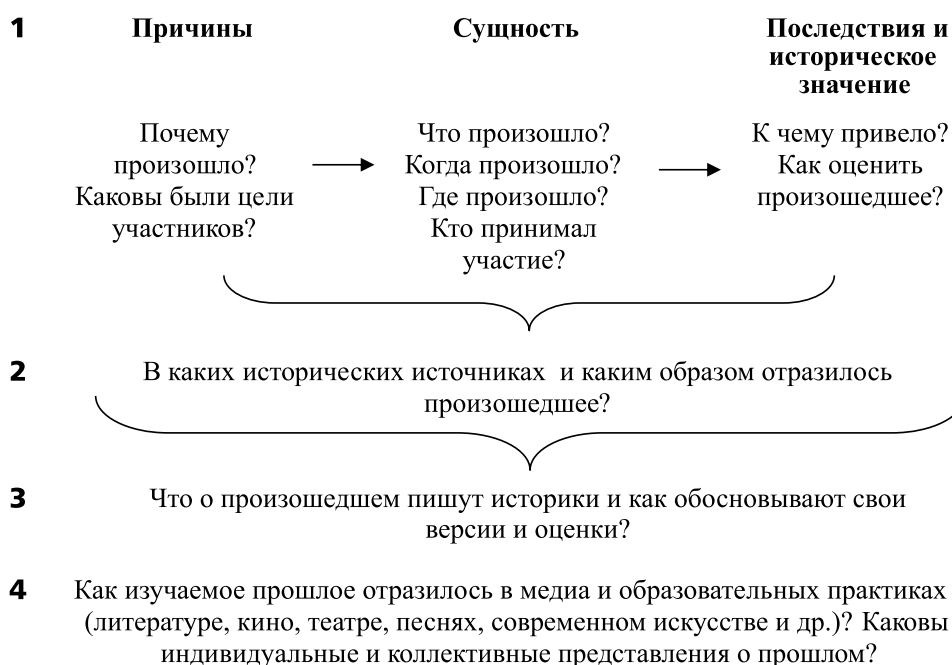 1 Причины Сущность Последствия и
историческое
значение
Почему
произошло?
Каковы были цели
участников?
Что произошло?
Когда произошло?
Где произошло?
Кто принимал
участие?
К чему привело?
Как оценить
произошедшее?
2 В каких исторических источниках и каким образом отразилось
произошедшее?
3 Что о произошедшем пишут историки и как обосновывают свои
версии и оценки?
4 Как изучаемое прошлое отразилось в медиа и образовательных практиках
(литературе, кино, театре, песнях, современном искусстве и др.)? Каковы
индивидуальные и коллективные представления о прошлом?